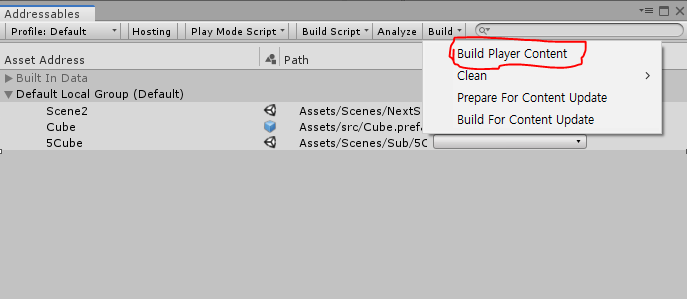 Addressables
Profile: Default Hosting Play Mode Script Build Script Analyze Build
Build Player Content
Asset Address Path
Clean
Built In Data
Default Local Group (Default)
Prepare For Content Update
Scene2 Assets/Scenes/NextS
Build For Content Update
Cube Assets/src/Cube.prefa
5Cube Assets/Scenes/Sub/5C